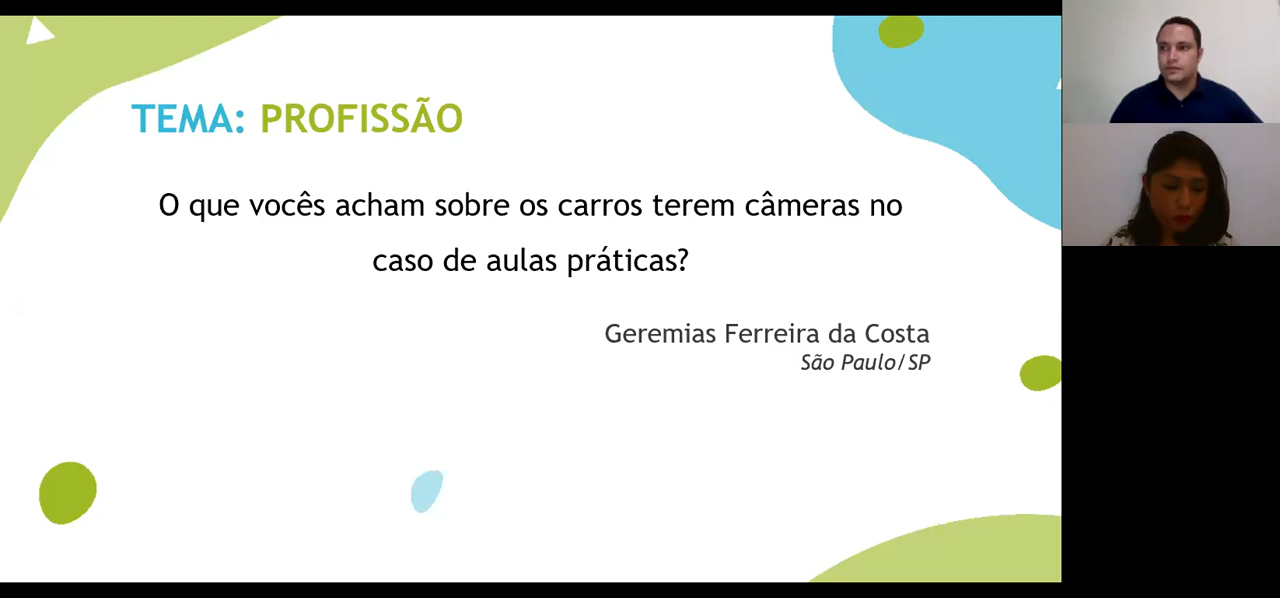 TEMA: PROFISSÃO
O que vocês acham sobre os carros terem câmeras no
caso de aulas práticas?
Geremias Ferreira da Costa
São Paulo/SP